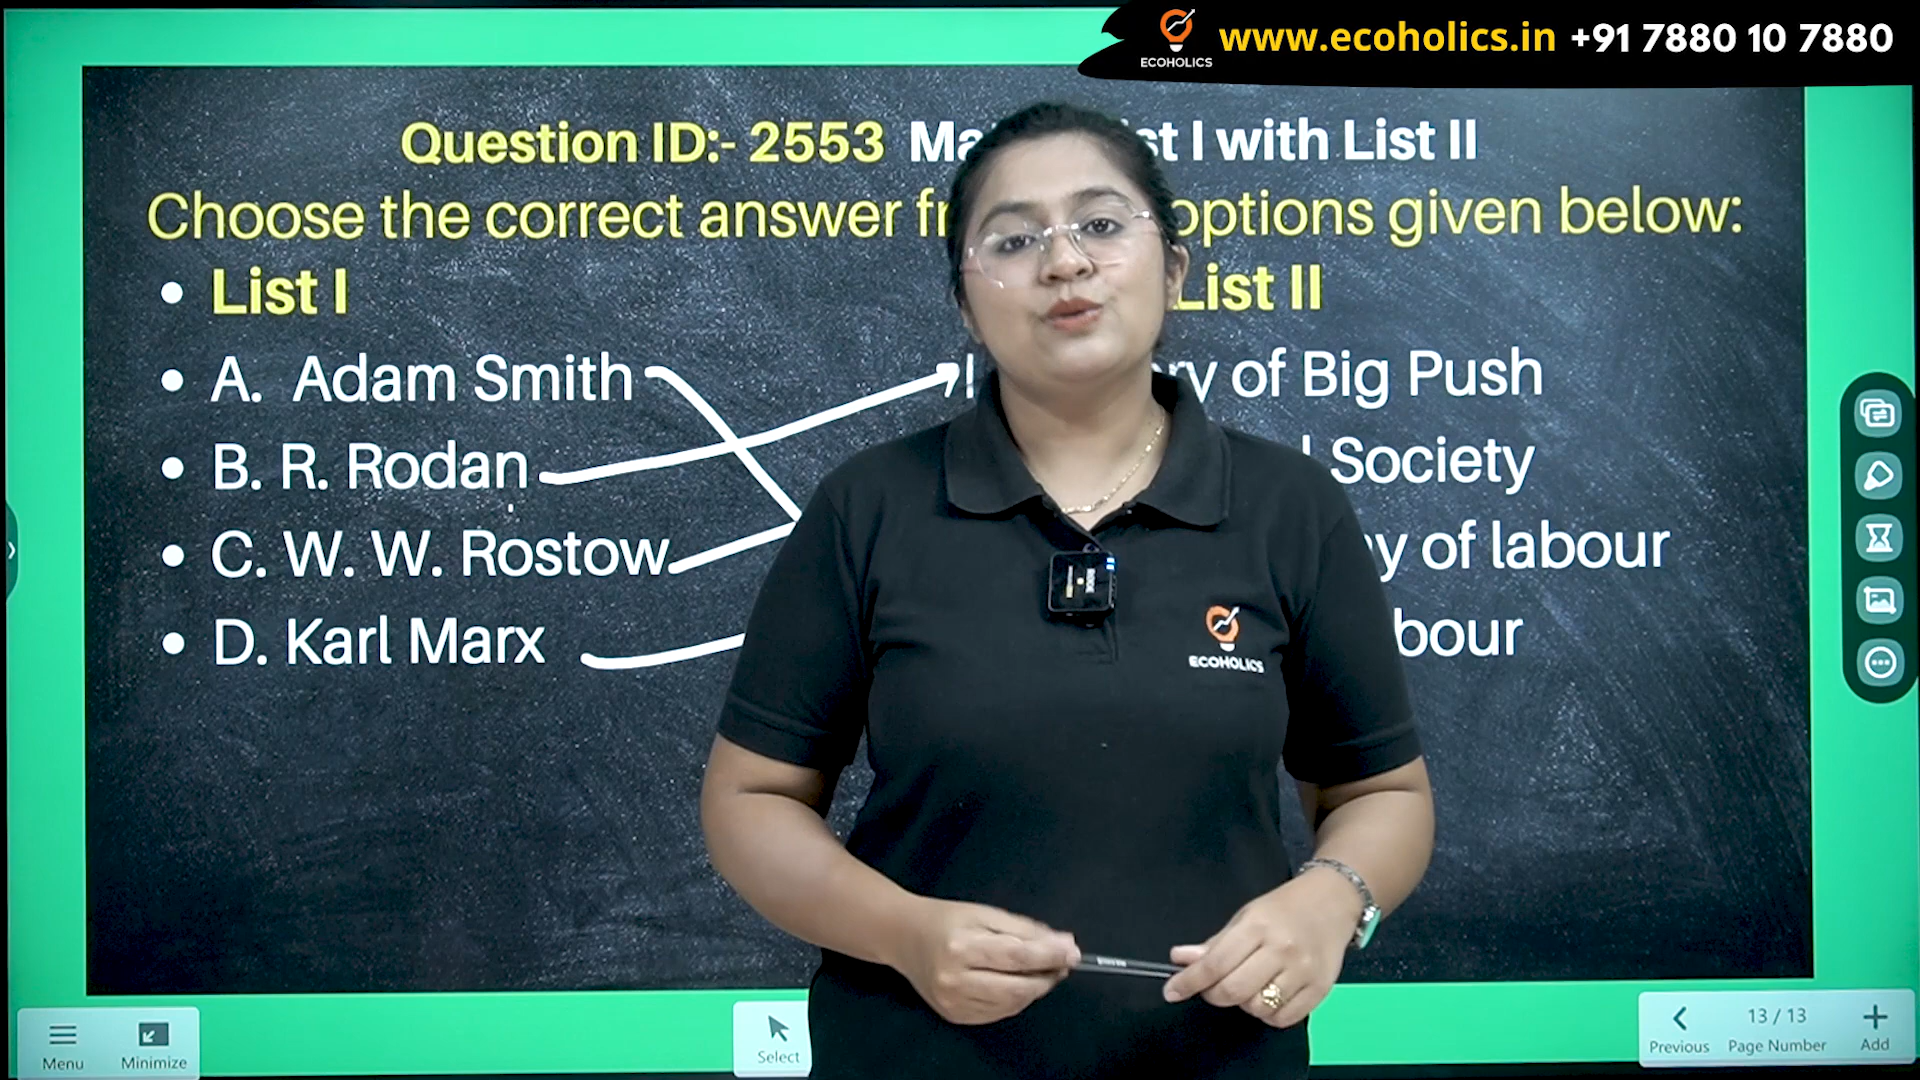 www.ecoholics.in +91 7880 10 7880
ECOHOLICS
Question ID:- 2553 List I with List II
Choose the correct answer options given below:
• List I List II
• A. Adam Smith of Big Push
• B. R. Rodan Society
• C. W. W. Rostow of labour
• D. Karl Marx
ECOHOLICS
Menu
Minimize
Select
Previous
13 / 13
Page Number
Add